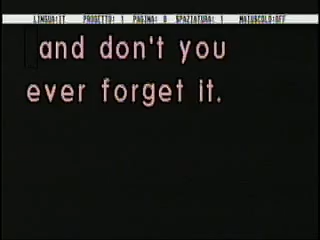 LINGUA:IT PROGETTO: 1 PAGINA: 0 SPAZIATURA: 1 MAIUSCOLO:OFF
and don't you
ever forget it.